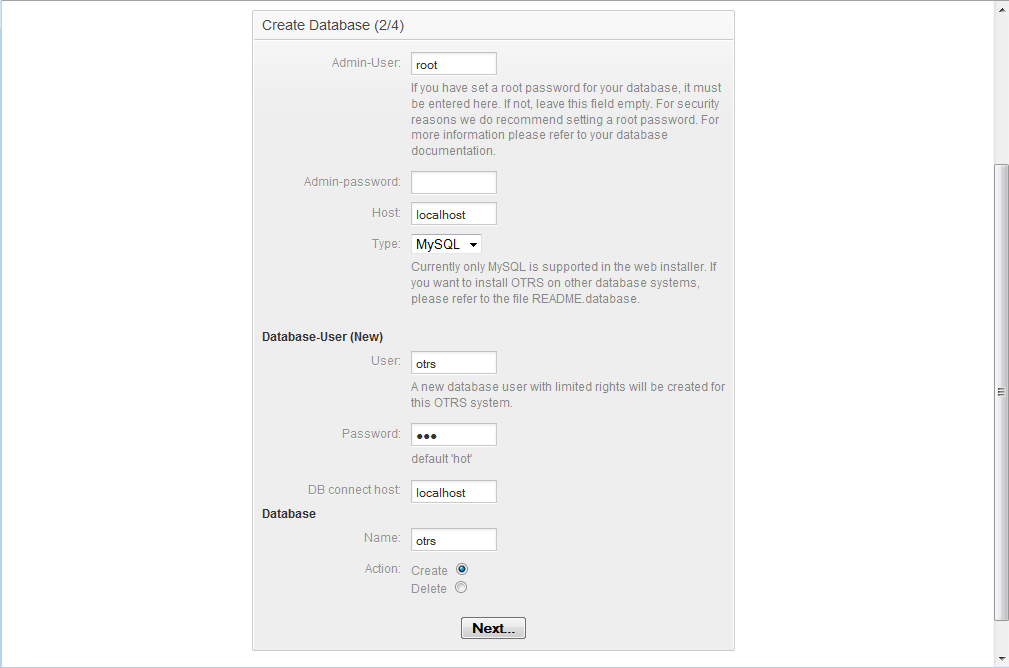 Create Database (2/4)
Admin-User: root
If you have set a root password for your database, it must
be entered here. If not, leave this field empty. For security
reasons we do recommend setting a root password. For
more information please refer to your database
documentation.
Admin-password:
Host: localhost
Type: MySQL
Currently only MySQL is supported in the web installer. If
you want to install OTRS on other database systems,
please refer to the file README.database.
Database-User (New)
User: otrs
A new database user with limited rights will be created for
this OTRS system.
Password: ●●●
default 'hot'
DB connect host: localhost
Database
Name: otrs
Action: Create
Delete
Next...